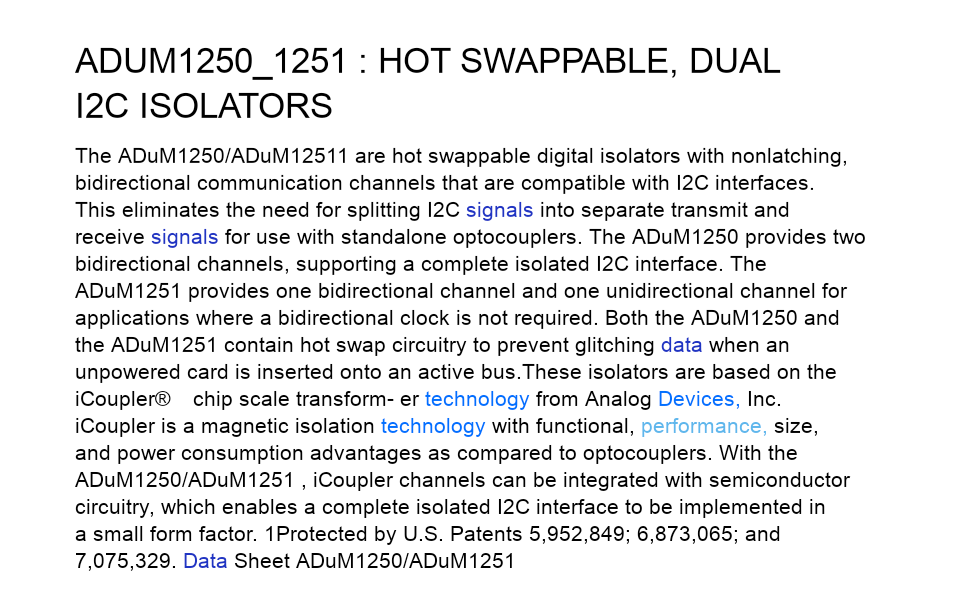 ADUM1250_1251 : HOT SWAPPABLE, DUAL
I2C ISOLATORS
The ADuM1250/ADuM12511 are hot swappable digital isolators with nonlatching,
bidirectional communication channels that are compatible with I2C interfaces.
This eliminates the need for splitting I2C signals into separate transmit and
receive signals for use with standalone optocouplers. The ADuM1250 provides two
bidirectional channels, supporting a complete isolated I2C interface. The
ADuM1251 provides one bidirectional channel and one unidirectional channel for
applications where a bidirectional clock is not required. Both the ADuM1250 and
the ADuM1251 contain hot swap circuitry to prevent glitching data when an
unpowered card is inserted onto an active bus.These isolators are based on the
iCoupler® chip scale transform- er technology from Analog Devices, Inc.
iCoupler is a magnetic isolation technology with functional, performance, size,
and power consumption advantages as compared to optocouplers. With the
ADuM1250/ADuM1251 , iCoupler channels can be integrated with semiconductor
circuitry, which enables a complete isolated I2C interface to be implemented in
a small form factor. 1Protected by U.S. Patents 5,952,849; 6,873,065; and
7,075,329. Data Sheet ADuM1250/ADuM1251